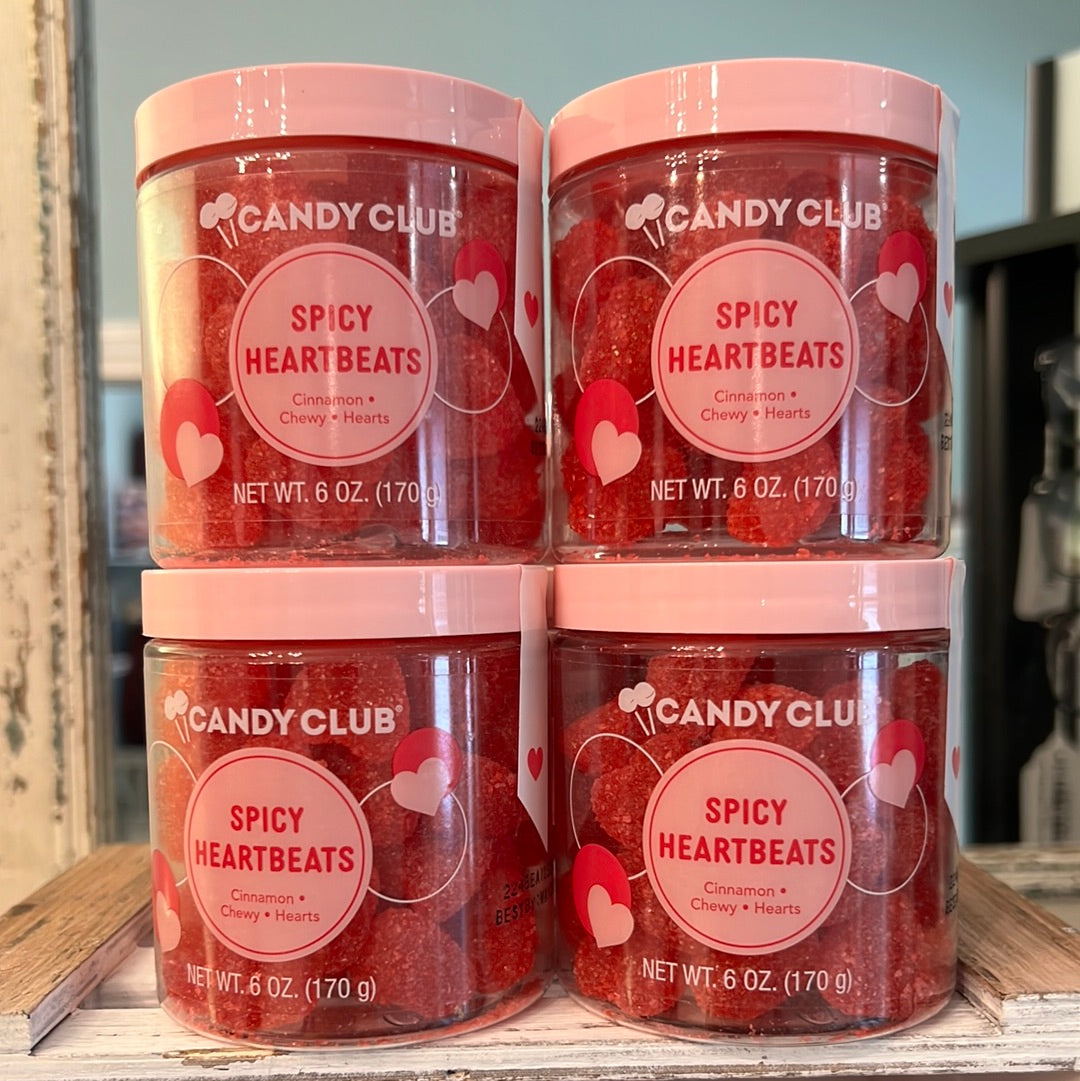 CANDY CLUB®
SPICY
HEARTBEATS
Cinnamon •
Chewy • Hearts
NET WT. 6 OZ. (170 g)
CANDY CLUB®
SPICY
HEARTBEATS
Cinnamon •
Chewy • Hearts
NET WT. 6 OZ. (170 g)
CANDY CLUB®
SPICY
HEARTBEATS
Cinnamon •
Chewy • Hearts
NET WT. 6 OZ. (170 g)
CANDY CLUB
SPICY
HEARTBEATS
Cinnamon •
Chewy • Hearts
NET WT. 6 OZ. (170 g)